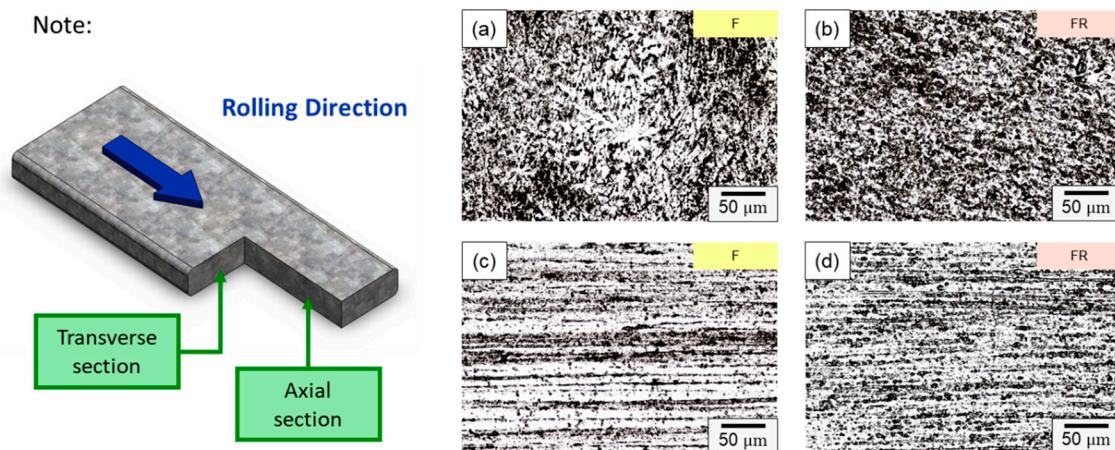 Note:
Rolling Direction
Transverse
section
Axial
section
(a)
F
50 μm
(b)
FR
50 μm
(c)
F
50 μm
(d)
FR
50 μm